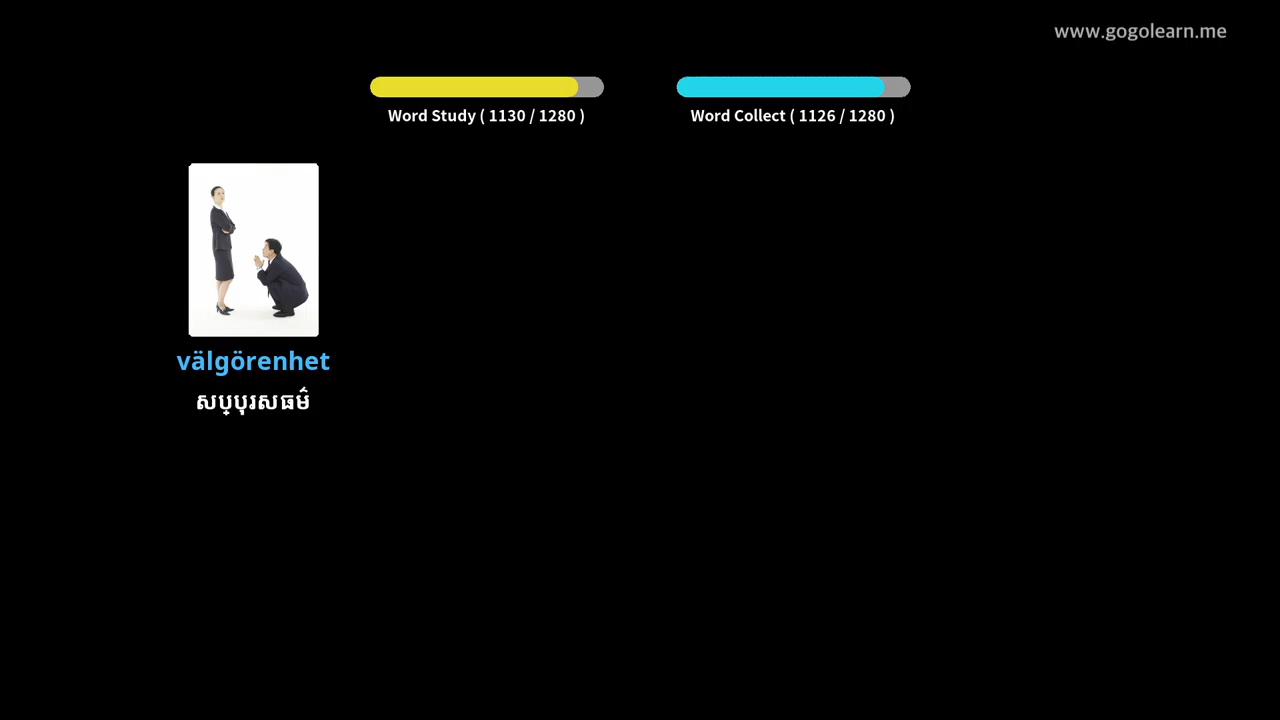 www.gogolearn.me
Word Study ( 1130 / 1280 )
Word Collect ( 1126 / 1280 )
välgörenhet
សប្បុរសធម៌